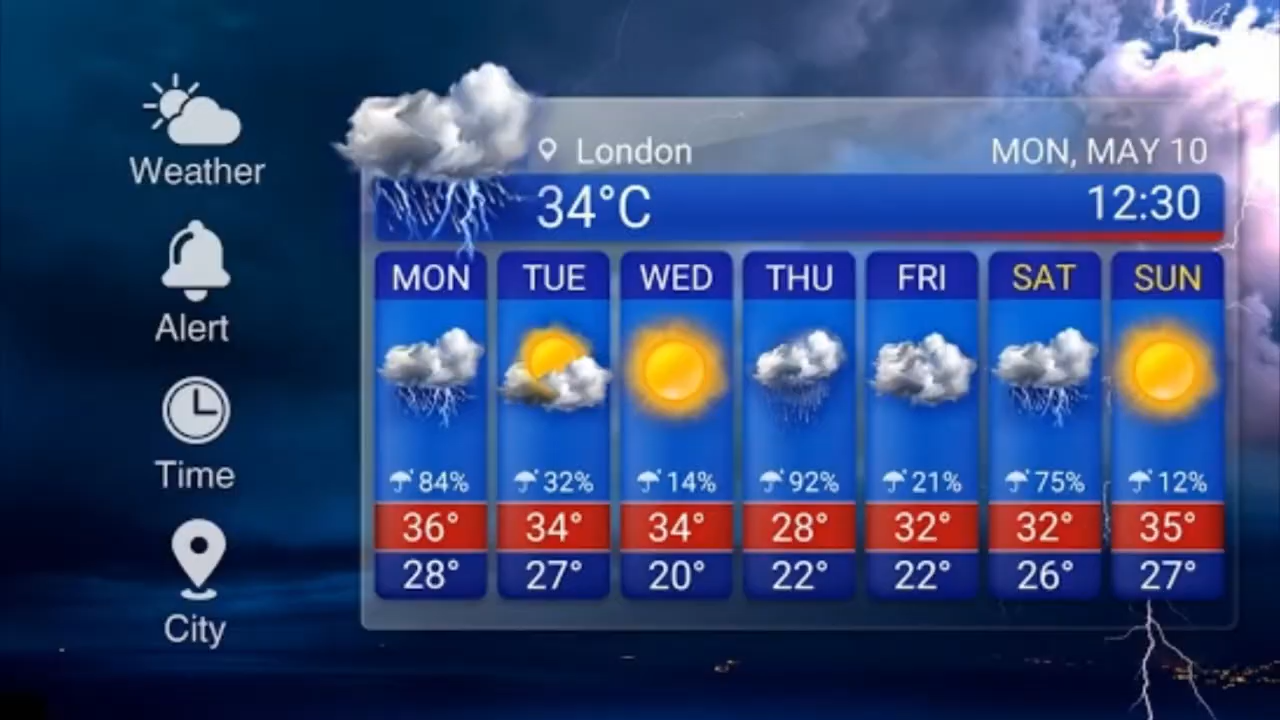 Weather
Alert
Time
City
London
MON, MAY 10
34°C
12:30
MON TUE WED THU FRI SAT SUN
84% 32% 14% 92% 21% 75% 12%
36° 34° 34° 28° 32° 32° 35°
28° 27° 20° 22° 22° 26° 27°